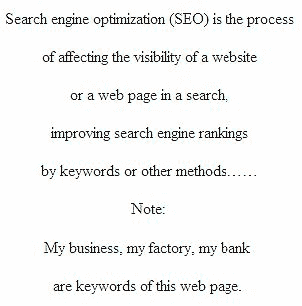 Search engine optimization (SEO) is the process
of affecting the visibility of a website
or a web page in a search,
improving search engine rankings
by keywords or other methods……
Note:
My business, my factory, my bank
are keywords of this web page.